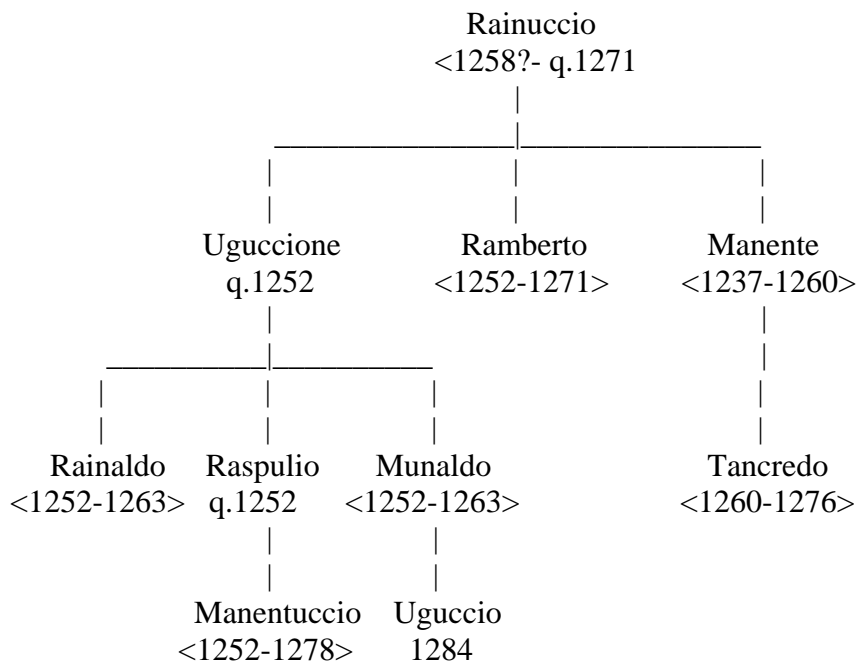 Rainuccio
<1258?- q.1271
Uguccione Ramberto Manente
q.1252 <1252-1271> <1237-1260>
Rainaldo Raspulio Munaldo Tancredo
<1252-1263> q.1252 <1252-1263> <1260-1276>
Manentuccio Uguccio
<1252-1278> 1284